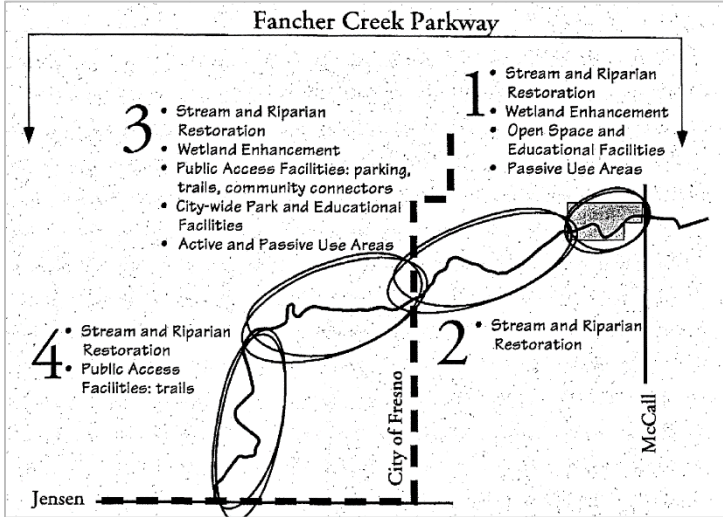 Fancher Creek Parkway
1
• Stream and Riparian
Restoration
• Wetland Enhancement
• Open Space and
Educational Facilities
• Passive Use Areas
3
• Stream and Riparian
Restoration
• Wetland Enhancement
• Public Access Facilities: parking,
trails, community connectors
• City-wide Park and Educational
Facilities
• Active and Passive Use Areas
4
• Stream and Riparian
Restoration
• Public Access
Facilities: trails
2
• Stream and Riparian
Restoration
City of Fresno
McCall
Jensen